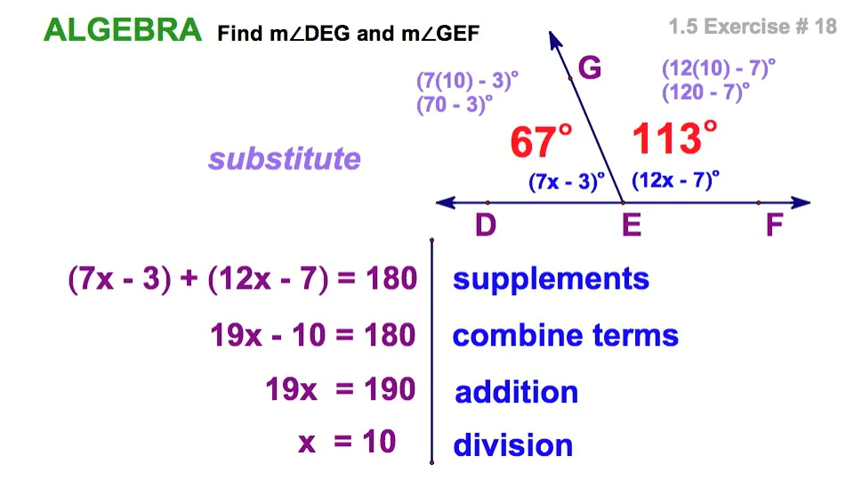 ALGEBRA Find m∠DEG and m∠GEF
1.5 Exercise # 18
G
(7(10) - 3)°
(70 - 3)°
(12(10) - 7)°
(120 - 7)°
67°
113°
substitute
(7x - 3)°
(12x - 7)°
D
E
F
(7x - 3) + (12x - 7) = 180 supplements
19x - 10 = 180 combine terms
19x = 190 addition
x = 10 division